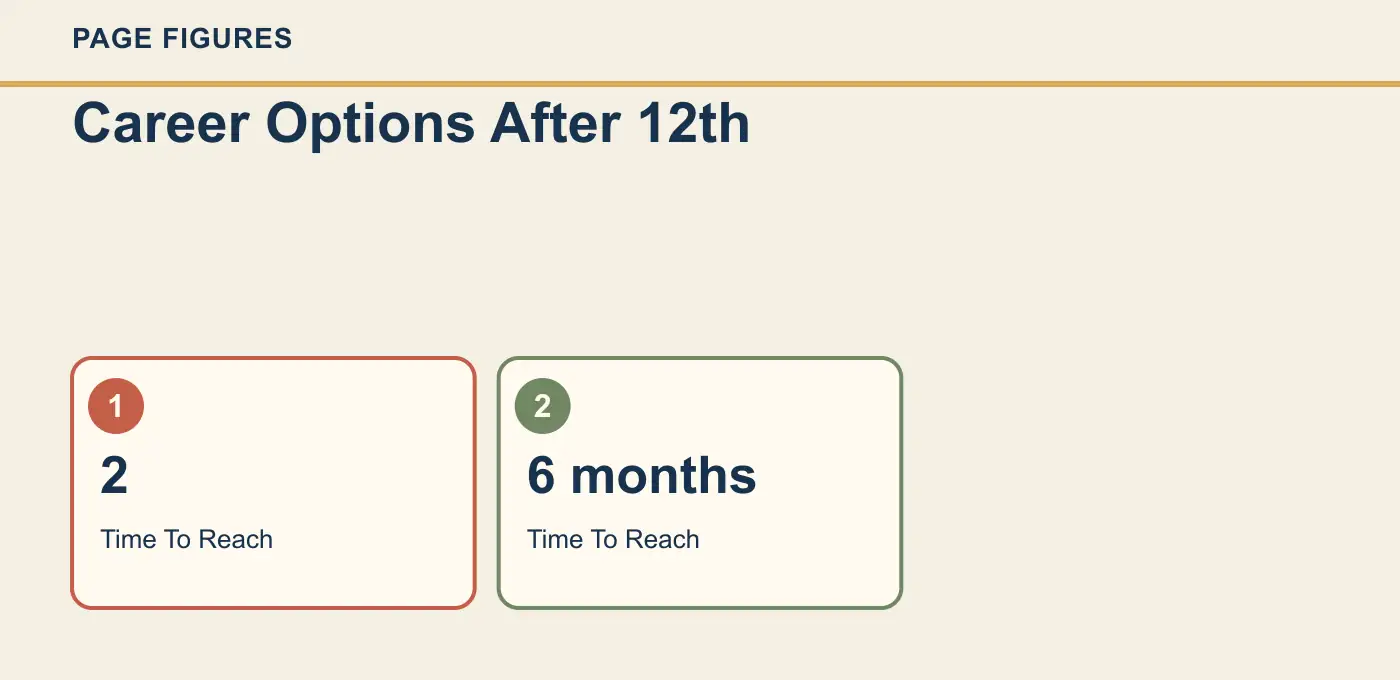 PAGE FIGURES
Career Options After 12th
1
2
Time To Reach
2
6 months
Time To Reach